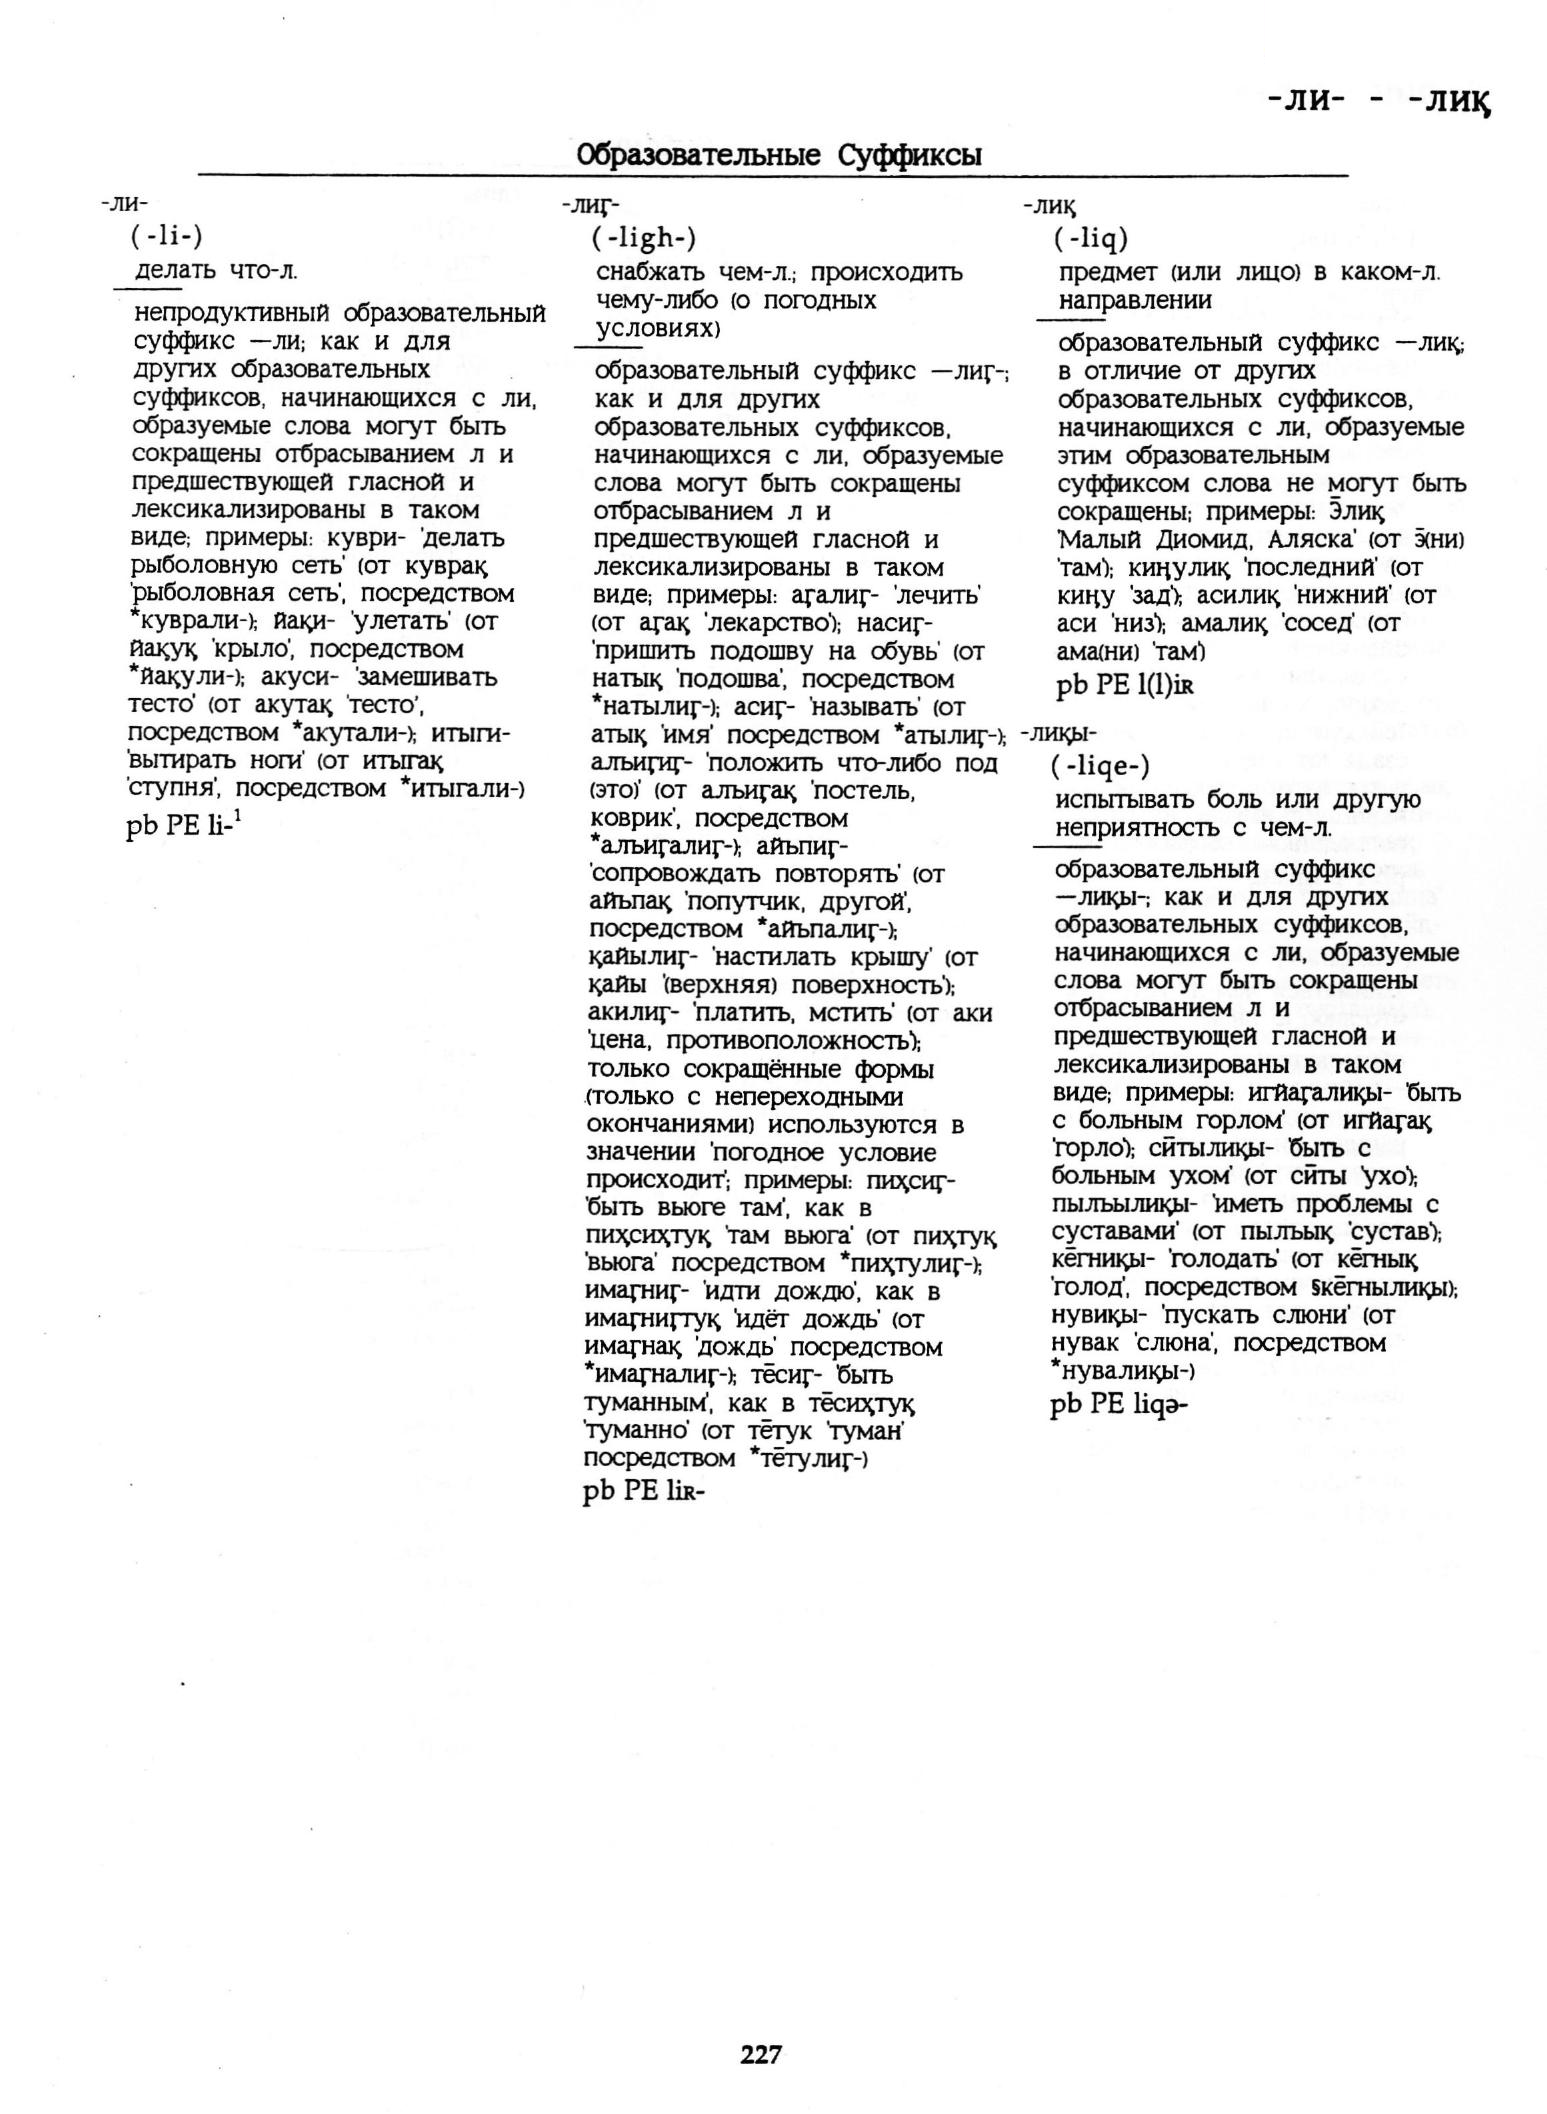 -ЛИ- - -ЛИҚ
Образовательные Суффиксы
-ли-
(-li-)
делать что-л.
непродуктивный образовательный
суффикс —ли; как и для
других образовательных
суффиксов, начинающихся с ли,
образуемые слова могут быть
сокращены отбрасыванием л и
предшествующей гласной и
лексикализированы в таком
виде; примеры: куври- 'делать
рыболовную сеть' (от куврақ
'рыболовная сеть', посредством
*куврали-); йақи- 'улетать' (от
йақуқ 'крыло', посредством
*йақули-); акуси- 'замешивать
тесто' (от акутақ 'тесто',
посредством *акутали-); итыги-
'вытирать ноги' (от итыгақ
'ступня', посредством *итыгали-)
pb PE li-¹
-лиӷ-
(-ligh-)
снабжать чем-л.; происходить
чему-либо (о погодных
условиях)
образовательный суффикс —лиӷ-;
как и для других
образовательных суффиксов,
начинающихся с ли, образуемые
слова могут быть сокращены
отбрасыванием л и
предшествующей гласной и
лексикализированы в таком
виде; примеры: аӷалиӷ- 'лечить'
(от аӷақ 'лекарство'); насиӷ-
'пришить подошву на обувь' (от
натық 'подошва', посредством
*натылиӷ-); асиӷ- 'называть' (от
атық 'имя' посредством *атылиӷ-);
алъиӷиӷ- 'положить что-либо под
(это)' (от алъиӷақ 'постель,
коврик', посредством
*алъиӷалиӷ-); айъпиӷ-
'сопровождать повторять' (от
айъпақ 'попутчик, другой',
посредством *айъпалиӷ-);
қайылиӷ- 'настилать крышу' (от
қайы '(верхняя) поверхность');
акилиӷ- 'платить, мстить' (от аки
'цена, противоположность');
только сокращённые формы
(только с непереходными
окончаниями) используются в
значении 'погодное условие
происходит'; примеры: пиҳсиӷ-
'быть вьюге там', как в
пиҳсиҳтуқ 'там вьюга' (от пиҳтуқ
'вьюга' посредством *пиҳтулиӷ-);
имаӷниӷ- 'идти дождю', как в
имаӷниӷтуқ 'идёт дождь' (от
имаӷнақ 'дождь' посредством
*имаӷналиӷ-); тёсиӷ- 'быть
туманным', как в тёсиҳтуқ
'туманно' (от тётук 'туман'
посредством *тётулиӷ-)
pb PE liʀ-
-лиқ
(-liq)
предмет (или лицо) в каком-л.
направлении
образовательный суффикс —лиқ;
в отличие от других
образовательных суффиксов,
начинающихся с ли, образуемые
этим образовательным
суффиксом слова не могут быть
сокращены; примеры: Э̄лиқ
'Малый Диомид, Аляска' (от э̄(ни)
'там'); киӈулиқ 'последний' (от
киӈу 'зад'); асилиқ 'нижний' (от
аси 'низ'); амалиқ 'сосед' (от
ама(ни) 'там')
pb PE l(l)iʀ
-лиқы-
(-liqe-)
испытывать боль или другую
неприятность с чем-л.
образовательный суффикс
—лиқы-; как и для других
образовательных суффиксов,
начинающихся с ли, образуемые
слова могут быть сокращены
отбрасыванием л и
предшествующей гласной и
лексикализированы в таком
виде; примеры: игйаӷалиқы- 'быть
с больным горлом' (от игйаӷақ
'горло'); сӣтылиқы- 'быть с
больным ухом' (от сӣты 'ухо');
пылъылиқы- 'иметь проблемы с
суставами' (от пылъық 'сустав');
кёгниқы- 'голодать' (от кёгнық
'голод', посредством §кёгнылиқы);
нувиқы- 'пускать слюни' (от
нувак 'слюна', посредством
*нувалиқы-)
pb PE liqə-
227